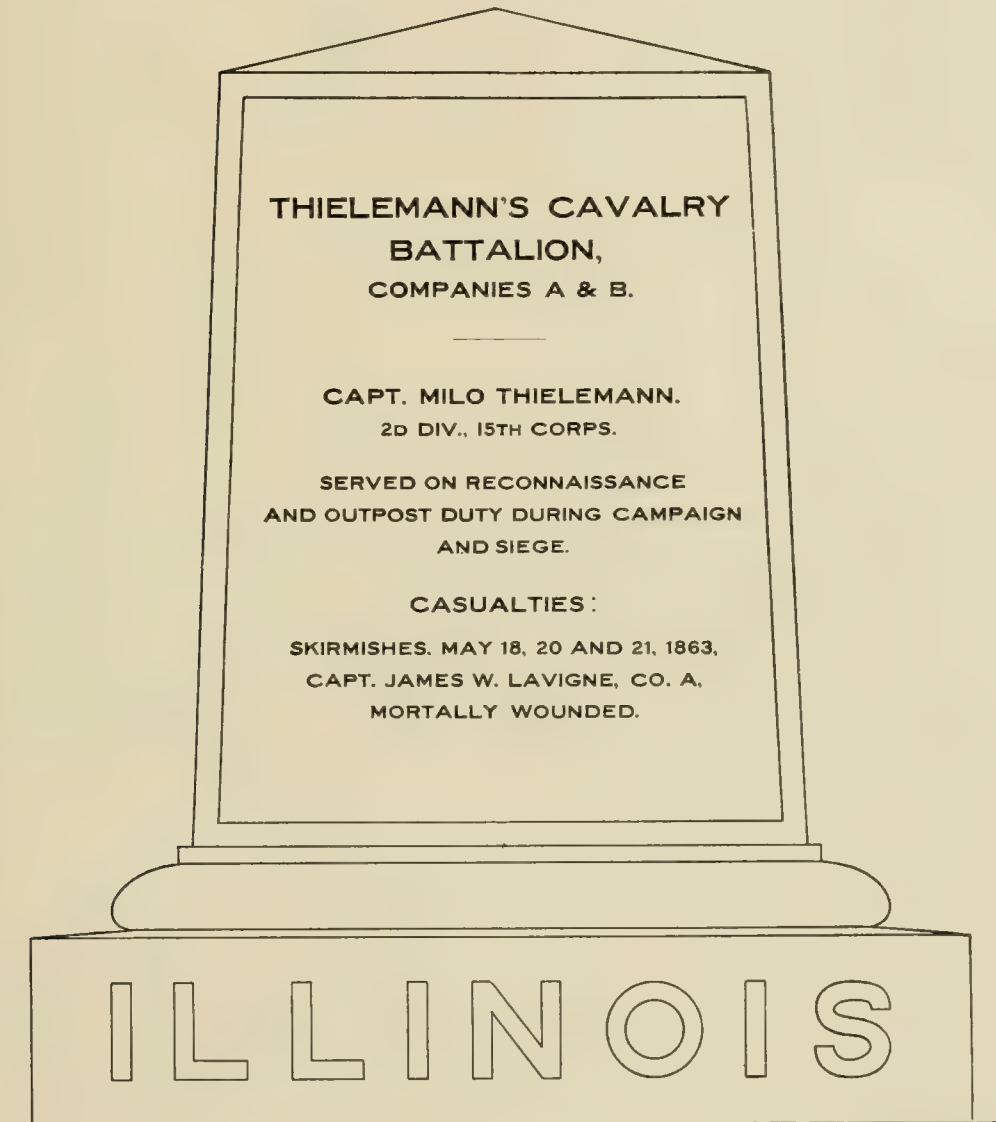 THIELEMANN'S CAVALRY
BATTALION,
COMPANIES A & B.
CAPT. MILO THIELEMANN.
2D DIV., 15TH CORPS.
SERVED ON RECONNAISSANCE
AND OUTPOST DUTY DURING CAMPAIGN
AND SIEGE.
CASUALTIES:
SKIRMISHES. MAY 18, 20 AND 21, 1863,
CAPT. JAMES W. LAVIGNE, CO. A,
MORTALLY WOUNDED.
ILLINOIS